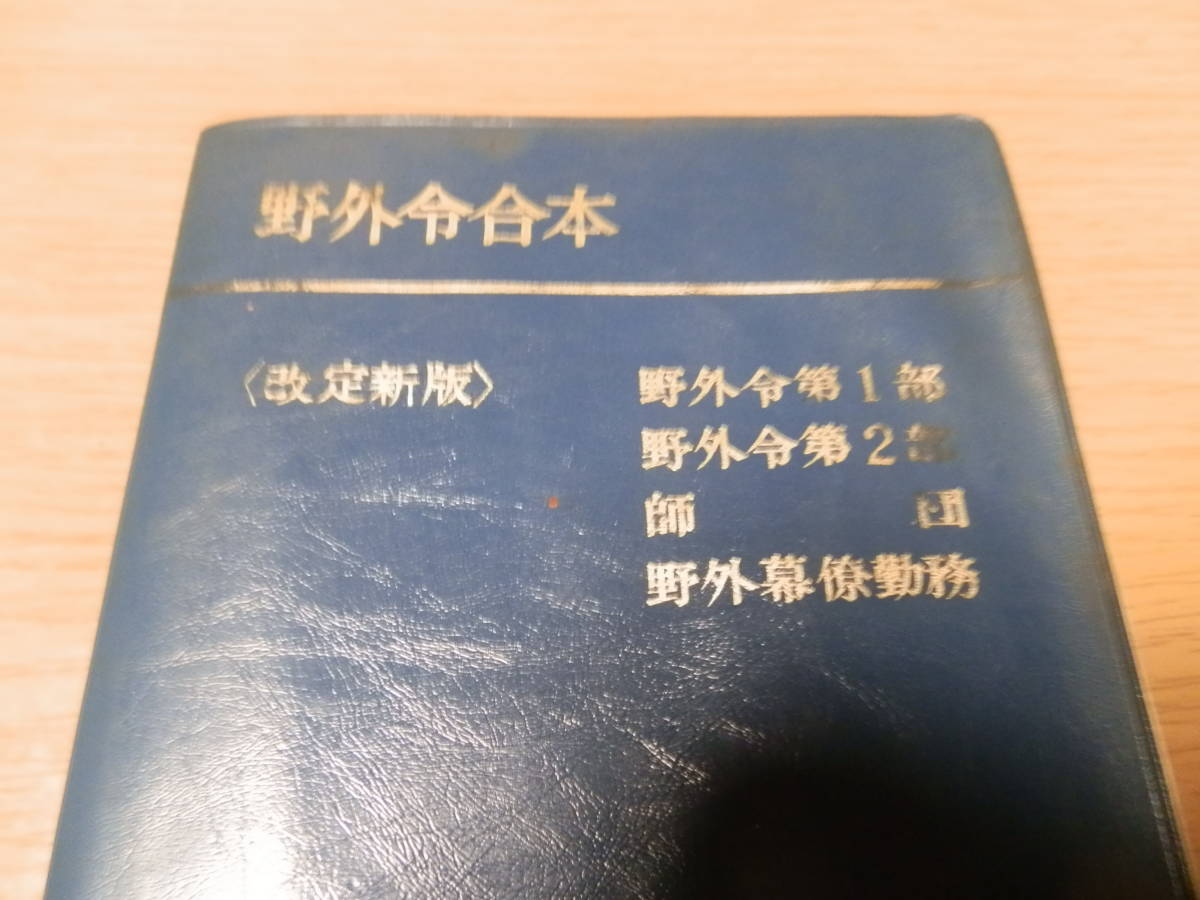 野外令合本
〈改定新版〉
野外令第1部
野外令第2部
師団
野外幕僚勤務